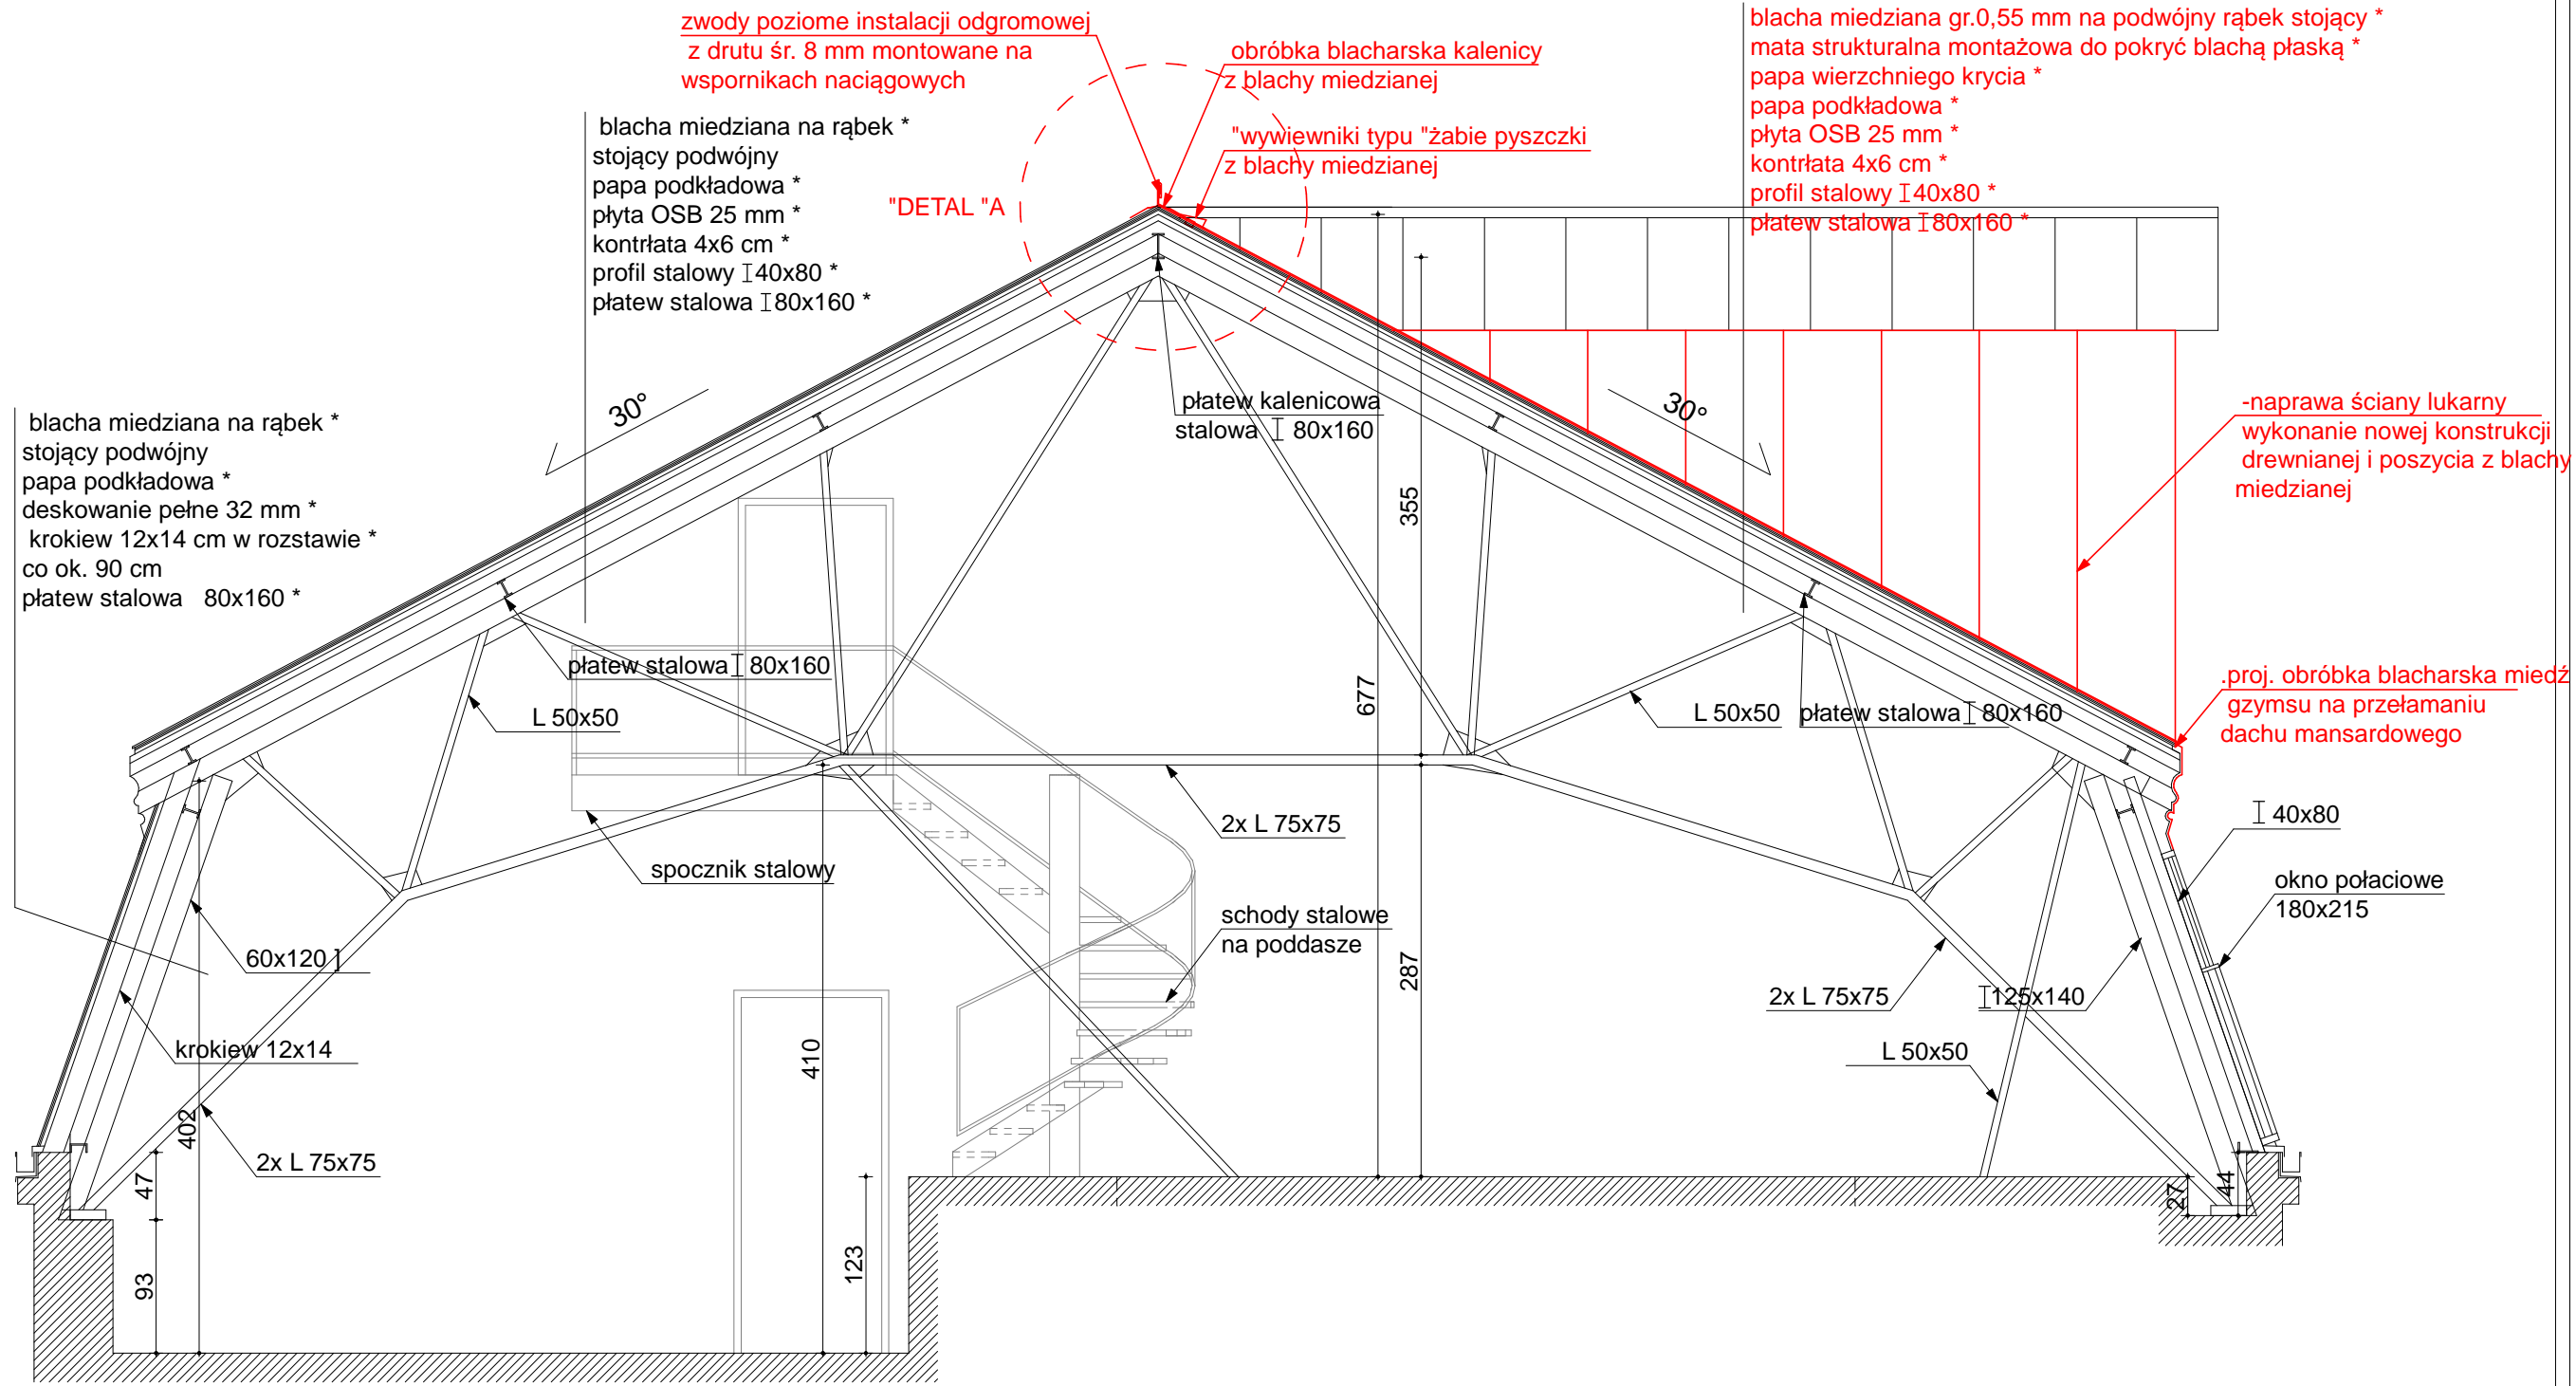 zwody poziome instalacji odgromowej
z drutu śr. 8 mm montowane na
wspornikach naciągowych
obróbka blacharska kalenicy
z blachy miedzianej
"wywiewniki typu "żabie pyszczki
z blachy miedzianej
"DETAL "A
blacha miedziana gr.0,55 mm na podwójny rąbek stojący *
mata strukturalna montażowa do pokryć blachą płaską *
papa wierzchniego krycia *
papa podkładowa *
płyta OSB 25 mm *
kontrłata 4x6 cm *
profil stalowy I 40x80 *
płatew stalowa I 80x160 *
blacha miedziana na rąbek *
stojący podwójny
papa podkładowa *
płyta OSB 25 mm *
kontrłata 4x6 cm *
profil stalowy I 40x80 *
płatew stalowa I 80x160 *
blacha miedziana na rąbek *
stojący podwójny
papa podkładowa *
deskowanie pełne 32 mm *
krokiew 12x14 cm w rozstawie *
co ok. 90 cm
płatew stalowa 80x160 *
30°
30°
płatew kalenicowa
stalowa I 80x160
-naprawa ściany lukarny
wykonanie nowej konstrukcji
drewnianej i poszycia z blachy
miedzianej
355
677
płatew stalowa I 80x160
L 50x50
L 50x50
płatew stalowa I 80x160
.proj. obróbka blacharska miedź
gzymsu na przełamaniu
dachu mansardowego
2x L 75x75
I 40x80
spocznik stalowy
okno połaciowe
180x215
schody stalowe
na poddasze
60x120 ]
287
2x L 75x75
I 125x140
krokiew 12x14
410
L 50x50
402
2x L 75x75
47
44
27
123
93